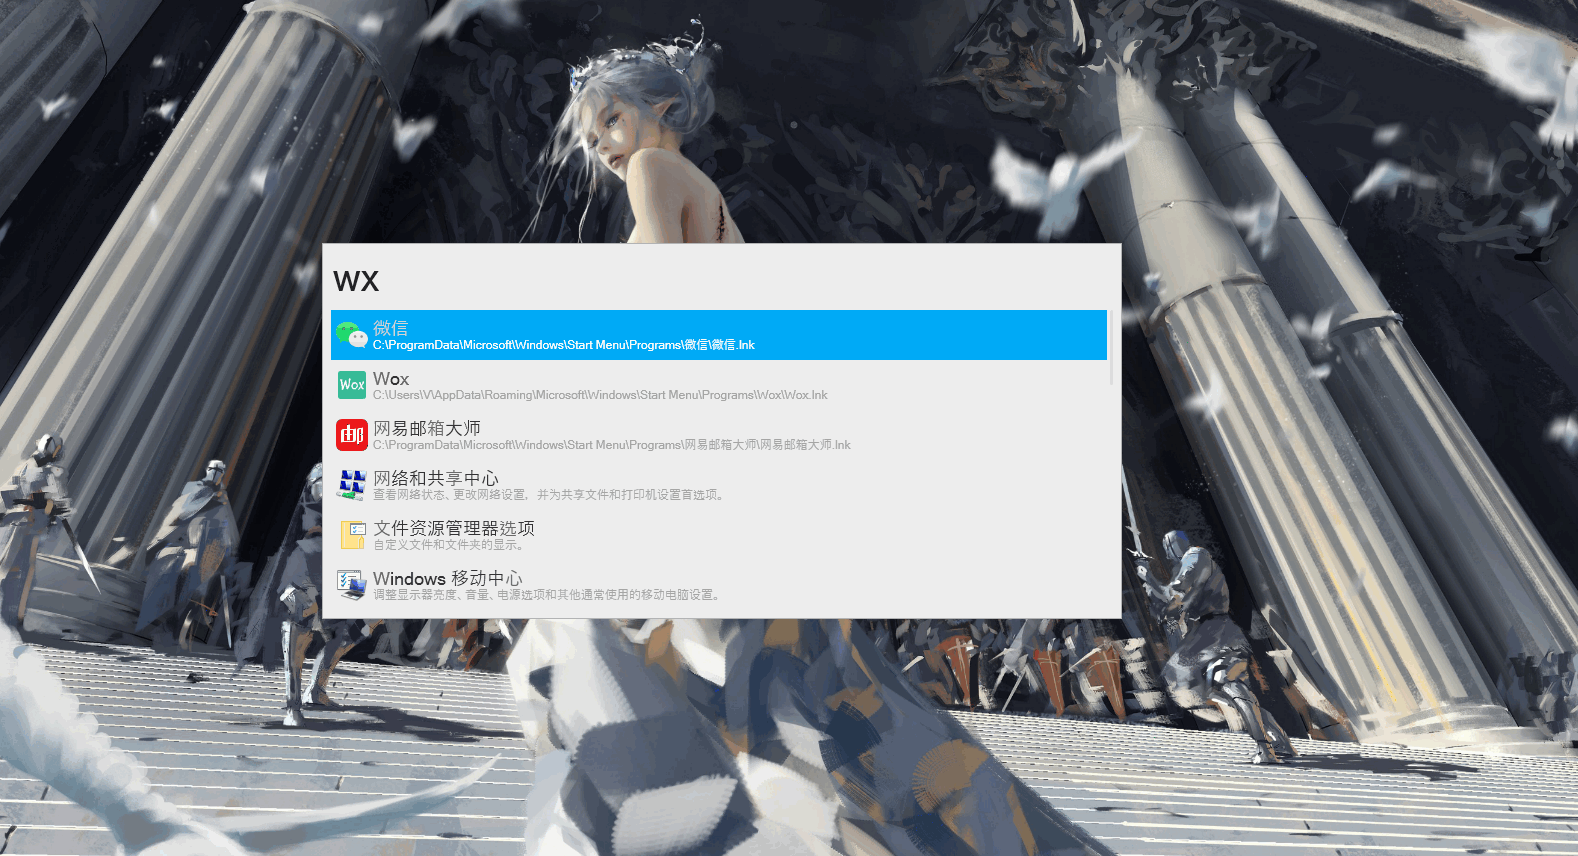 WX
微信
C:\ProgramData\Microsoft\Windows\Start Menu\Programs\微信\微信.lnk
Wox
Wox
C:\Users\V\AppData\Roaming\Microsoft\Windows\Start Menu\Programs\Wox\Wox.lnk
邮
网易邮箱大师
C:\ProgramData\Microsoft\Windows\Start Menu\Programs\网易邮箱大师\网易邮箱大师.lnk
网络和共享中心
查看网络状态、更改网络设置，并为共享文件和打印机设置首选项。
文件资源管理器选项
自定义文件和文件夹的显示。
Windows 移动中心
调整显示器亮度、音量、电源选项和其他通常使用的移动电脑设置。